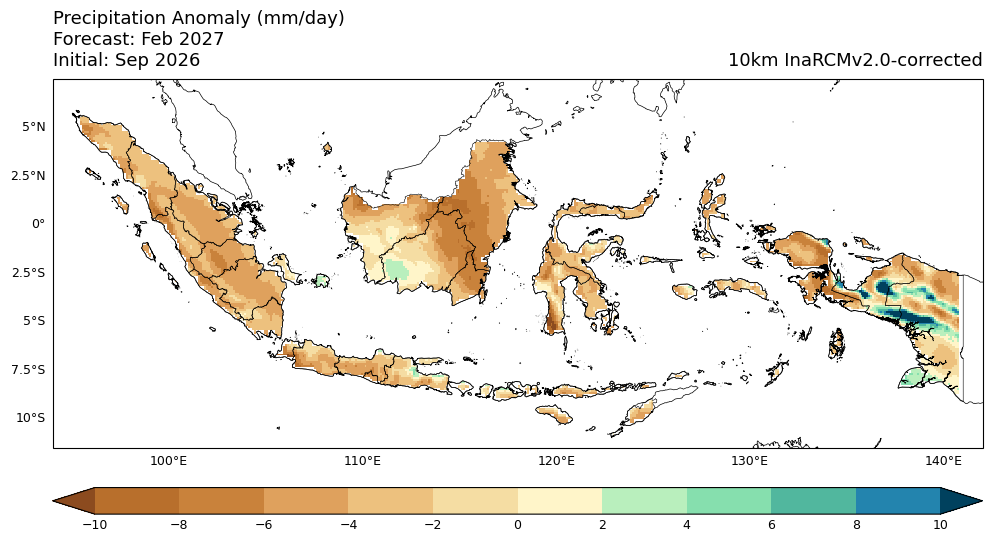 Precipitation Anomaly (mm/day)
Forecast: Feb 2027
Initial: Sep 2026
10km InaRCMv2.0-corrected
5°N
2.5°N
0°
2.5°S
5°S
7.5°S
10°S
100°E 110°E 120°E 130°E 140°E
−10 −8 −6 −4 −2 0 2 4 6 8 10